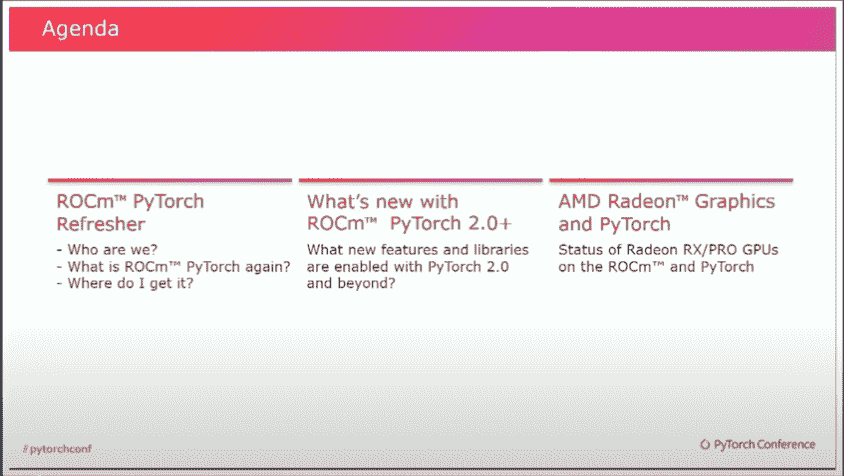 Agenda
ROCm™ PyTorch
Refresher
- Who are we?
- What is ROCm™ PyTorch again?
- Where do I get it?
What's new with
ROCm™ PyTorch 2.0+
What new features and libraries
are enabled with PyTorch 2.0
and beyond?
AMD Radeon™ Graphics
and PyTorch
Status of Radeon RX/PRO GPUs
on the ROCm™ and PyTorch
#pytorchconf
PyTorch Conference